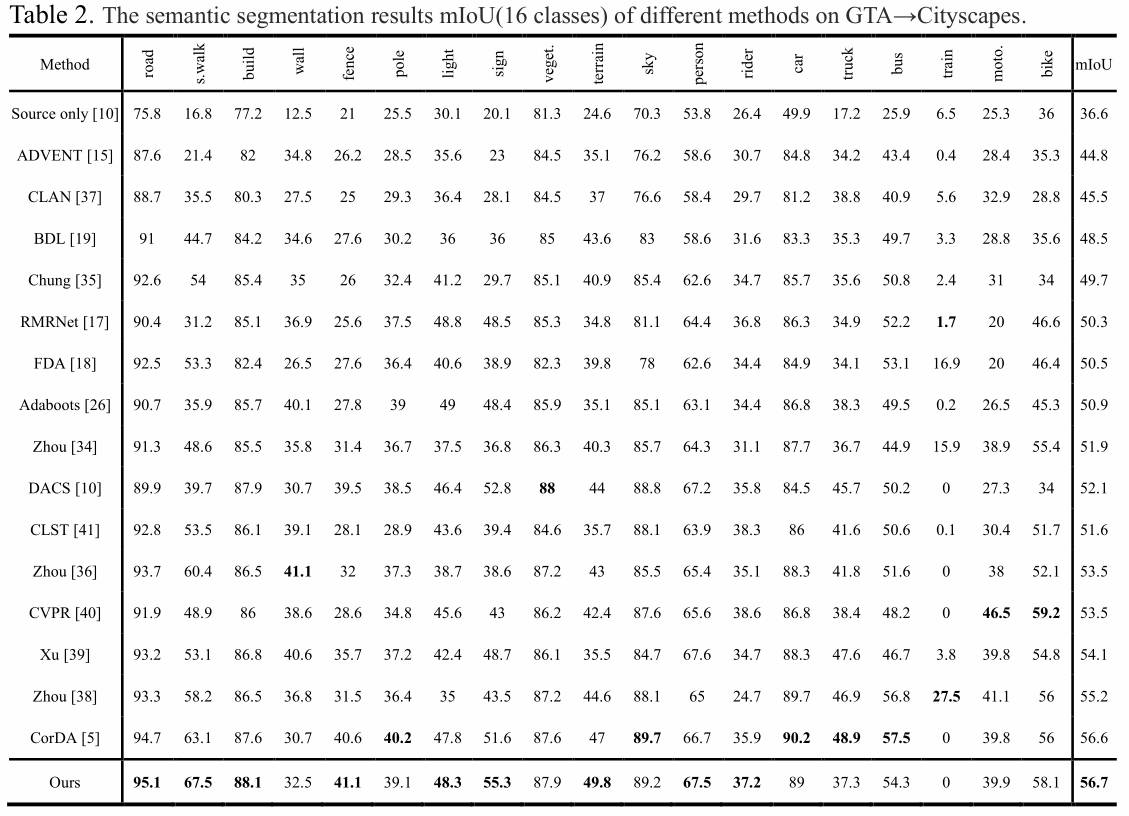 Table 2. The semantic segmentation results mIoU(16 classes) of different methods on GTA→Cityscapes.
Method road s.walk build wall fence pole light sign veget. terrain sky person rider car truck bus train moto. bike mIoU
Source only [10] 75.8 16.8 77.2 12.5 21 25.5 30.1 20.1 81.3 24.6 70.3 53.8 26.4 49.9 17.2 25.9 6.5 25.3 36 36.6
ADVENT [15] 87.6 21.4 82 34.8 26.2 28.5 35.6 23 84.5 35.1 76.2 58.6 30.7 84.8 34.2 43.4 0.4 28.4 35.3 44.8
CLAN [37] 88.7 35.5 80.3 27.5 25 29.3 36.4 28.1 84.5 37 76.6 58.4 29.7 81.2 38.8 40.9 5.6 32.9 28.8 45.5
BDL [19] 91 44.7 84.2 34.6 27.6 30.2 36 36 85 43.6 83 58.6 31.6 83.3 35.3 49.7 3.3 28.8 35.6 48.5
Chung [35] 92.6 54 85.4 35 26 32.4 41.2 29.7 85.1 40.9 85.4 62.6 34.7 85.7 35.6 50.8 2.4 31 34 49.7
RMRNet [17] 90.4 31.2 85.1 36.9 25.6 37.5 48.8 48.5 85.3 34.8 81.1 64.4 36.8 86.3 34.9 52.2 1.7 20 46.6 50.3
FDA [18] 92.5 53.3 82.4 26.5 27.6 36.4 40.6 38.9 82.3 39.8 78 62.6 34.4 84.9 34.1 53.1 16.9 20 46.4 50.5
Adaboots [26] 90.7 35.9 85.7 40.1 27.8 39 49 48.4 85.9 35.1 85.1 63.1 34.4 86.8 38.3 49.5 0.2 26.5 45.3 50.9
Zhou [34] 91.3 48.6 85.5 35.8 31.4 36.7 37.5 36.8 86.3 40.3 85.7 64.3 31.1 87.7 36.7 44.9 15.9 38.9 55.4 51.9
DACS [10] 89.9 39.7 87.9 30.7 39.5 38.5 46.4 52.8 88 44 88.8 67.2 35.8 84.5 45.7 50.2 0 27.3 34 52.1
CLST [41] 92.8 53.5 86.1 39.1 28.1 28.9 43.6 39.4 84.6 35.7 88.1 63.9 38.3 86 41.6 50.6 0.1 30.4 51.7 51.6
Zhou [36] 93.7 60.4 86.5 41.1 32 37.3 38.7 38.6 87.2 43 85.5 65.4 35.1 88.3 41.8 51.6 0 38 52.1 53.5
CVPR [40] 91.9 48.9 86 38.6 28.6 34.8 45.6 43 86.2 42.4 87.6 65.6 38.6 86.8 38.4 48.2 0 46.5 59.2 53.5
Xu [39] 93.2 53.1 86.8 40.6 35.7 37.2 42.4 48.7 86.1 35.5 84.7 67.6 34.7 88.3 47.6 46.7 3.8 39.8 54.8 54.1
Zhou [38] 93.3 58.2 86.5 36.8 31.5 36.4 35 43.5 87.2 44.6 88.1 65 24.7 89.7 46.9 56.8 27.5 41.1 56 55.2
CorDA [5] 94.7 63.1 87.6 30.7 40.6 40.2 47.8 51.6 87.6 47 89.7 66.7 35.9 90.2 48.9 57.5 0 39.8 56 56.6
Ours 95.1 67.5 88.1 32.5 41.1 39.1 48.3 55.3 87.9 49.8 89.2 67.5 37.2 89 37.3 54.3 0 39.9 58.1 56.7